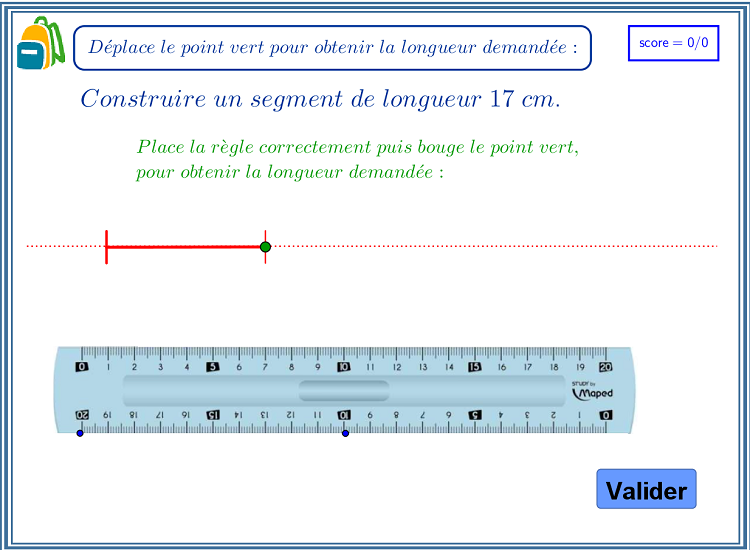 Déplace le point vert pour obtenir la longueur demandée :
score = 0/0
Construire un segment de longueur 17 cm.
Place la règle correctement puis bouge le point vert,
pour obtenir la longueur demandée :
0 1 2 3 4 5 6 7 8 9 10 11 12 13 14 15 16 17 18 19 20
STUDY by
Maped
20 19 18 17 16 15 14 13 12 11 10 9 8 7 6 5 4 3 2 1 0
Valider